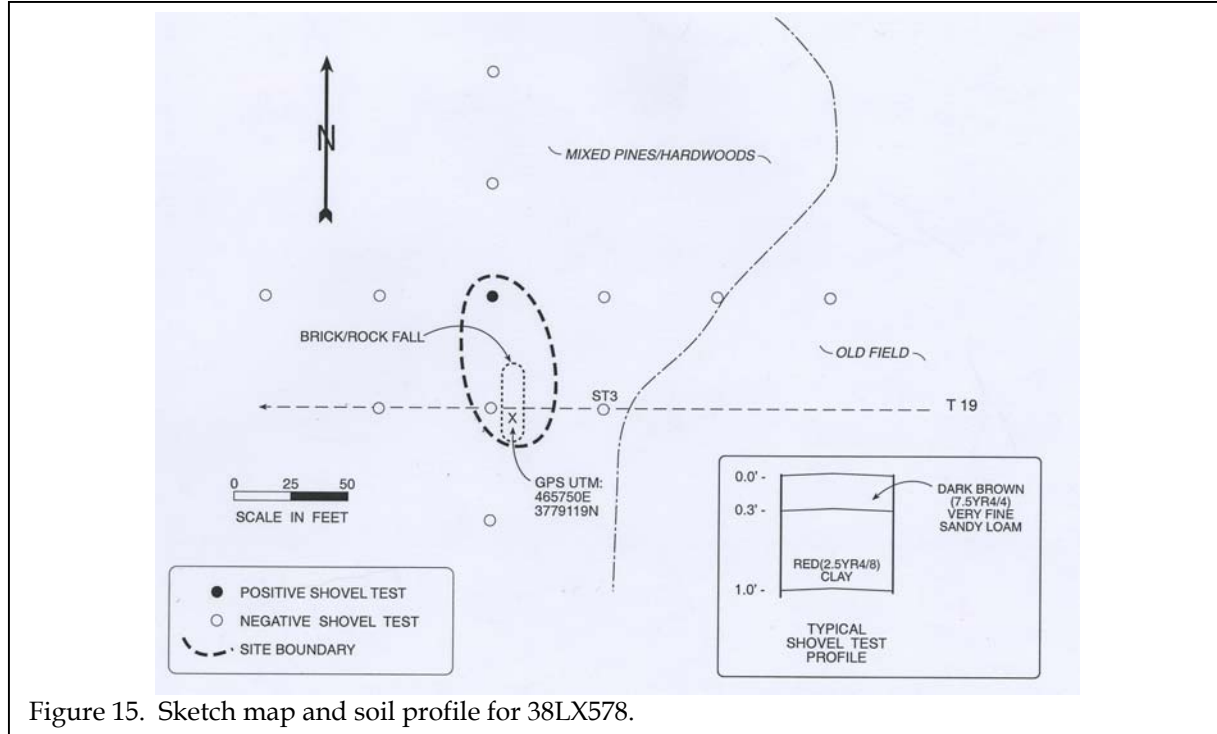 N
MIXED PINES/HARDWOODS
BRICK/ROCK FALL
OLD FIELD
ST3
T 19
GPS UTM:
465750E
3779119N
0 25 50
SCALE IN FEET
POSITIVE SHOVEL TEST
NEGATIVE SHOVEL TEST
SITE BOUNDARY
0.0' -
0.3' -
1.0' -
DARK BROWN
(7.5YR4/4)
VERY FINE
SANDY LOAM
RED(2.5YR4/8)
CLAY
TYPICAL
SHOVEL TEST
PROFILE
Figure 15. Sketch map and soil profile for 38LX578.